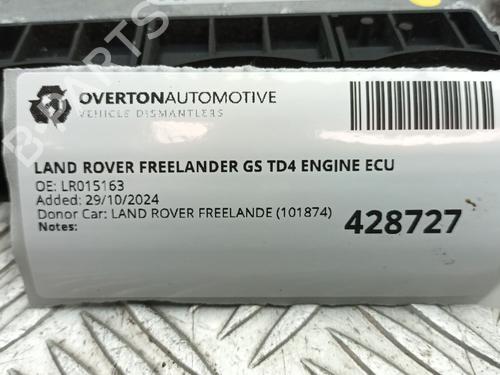 OVERTONAUTOMOTIVE
VEHICLE DISMANTLERS
LAND ROVER FREELANDER GS TD4 ENGINE ECU
OE: LR015163
Added: 29/10/2024
Donor Car: LAND ROVER FREELANDE (101874)
Notes:
428727
B-PARTS